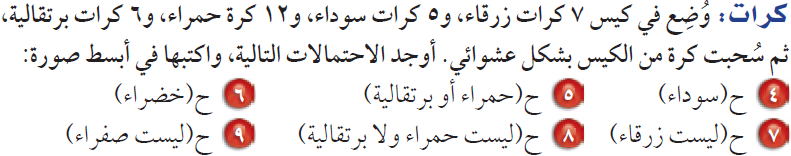 كرات: وُضِع في كيس ٧ كرات زرقاء، و٥ كرات سوداء، و١٢ كرة حمراء، و٦ كرات برتقالية،
ثم سُحبت كرة من الكيس بشكل عشوائي. أوجد الاحتمالات التالية، واكتبها في أبسط صورة:
٤ ح(سوداء) ٥ ح(حمراء أو برتقالية) ٦ ح(خضراء)
٧ ح(ليست زرقاء) ٨ ح(ليست حمراء ولا برتقالية) ٩ ح(ليست صفراء)